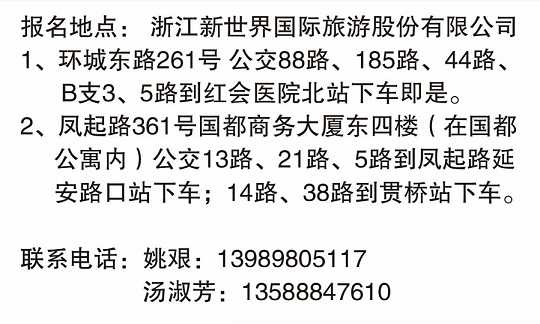 报名地点： 浙江新世界国际旅游股份有限公司
1、环城东路261号 公交88路、185路、44路、
B支3、5路到红会医院北站下车即是。
2、凤起路361号国都商务大厦东四楼（在国都
公寓内）公交13路、21路、5路到凤起路延
安路口站下车；14路、38路到贯桥站下车。
联系电话：姚艰：13989805117
汤淑芳：13588847610